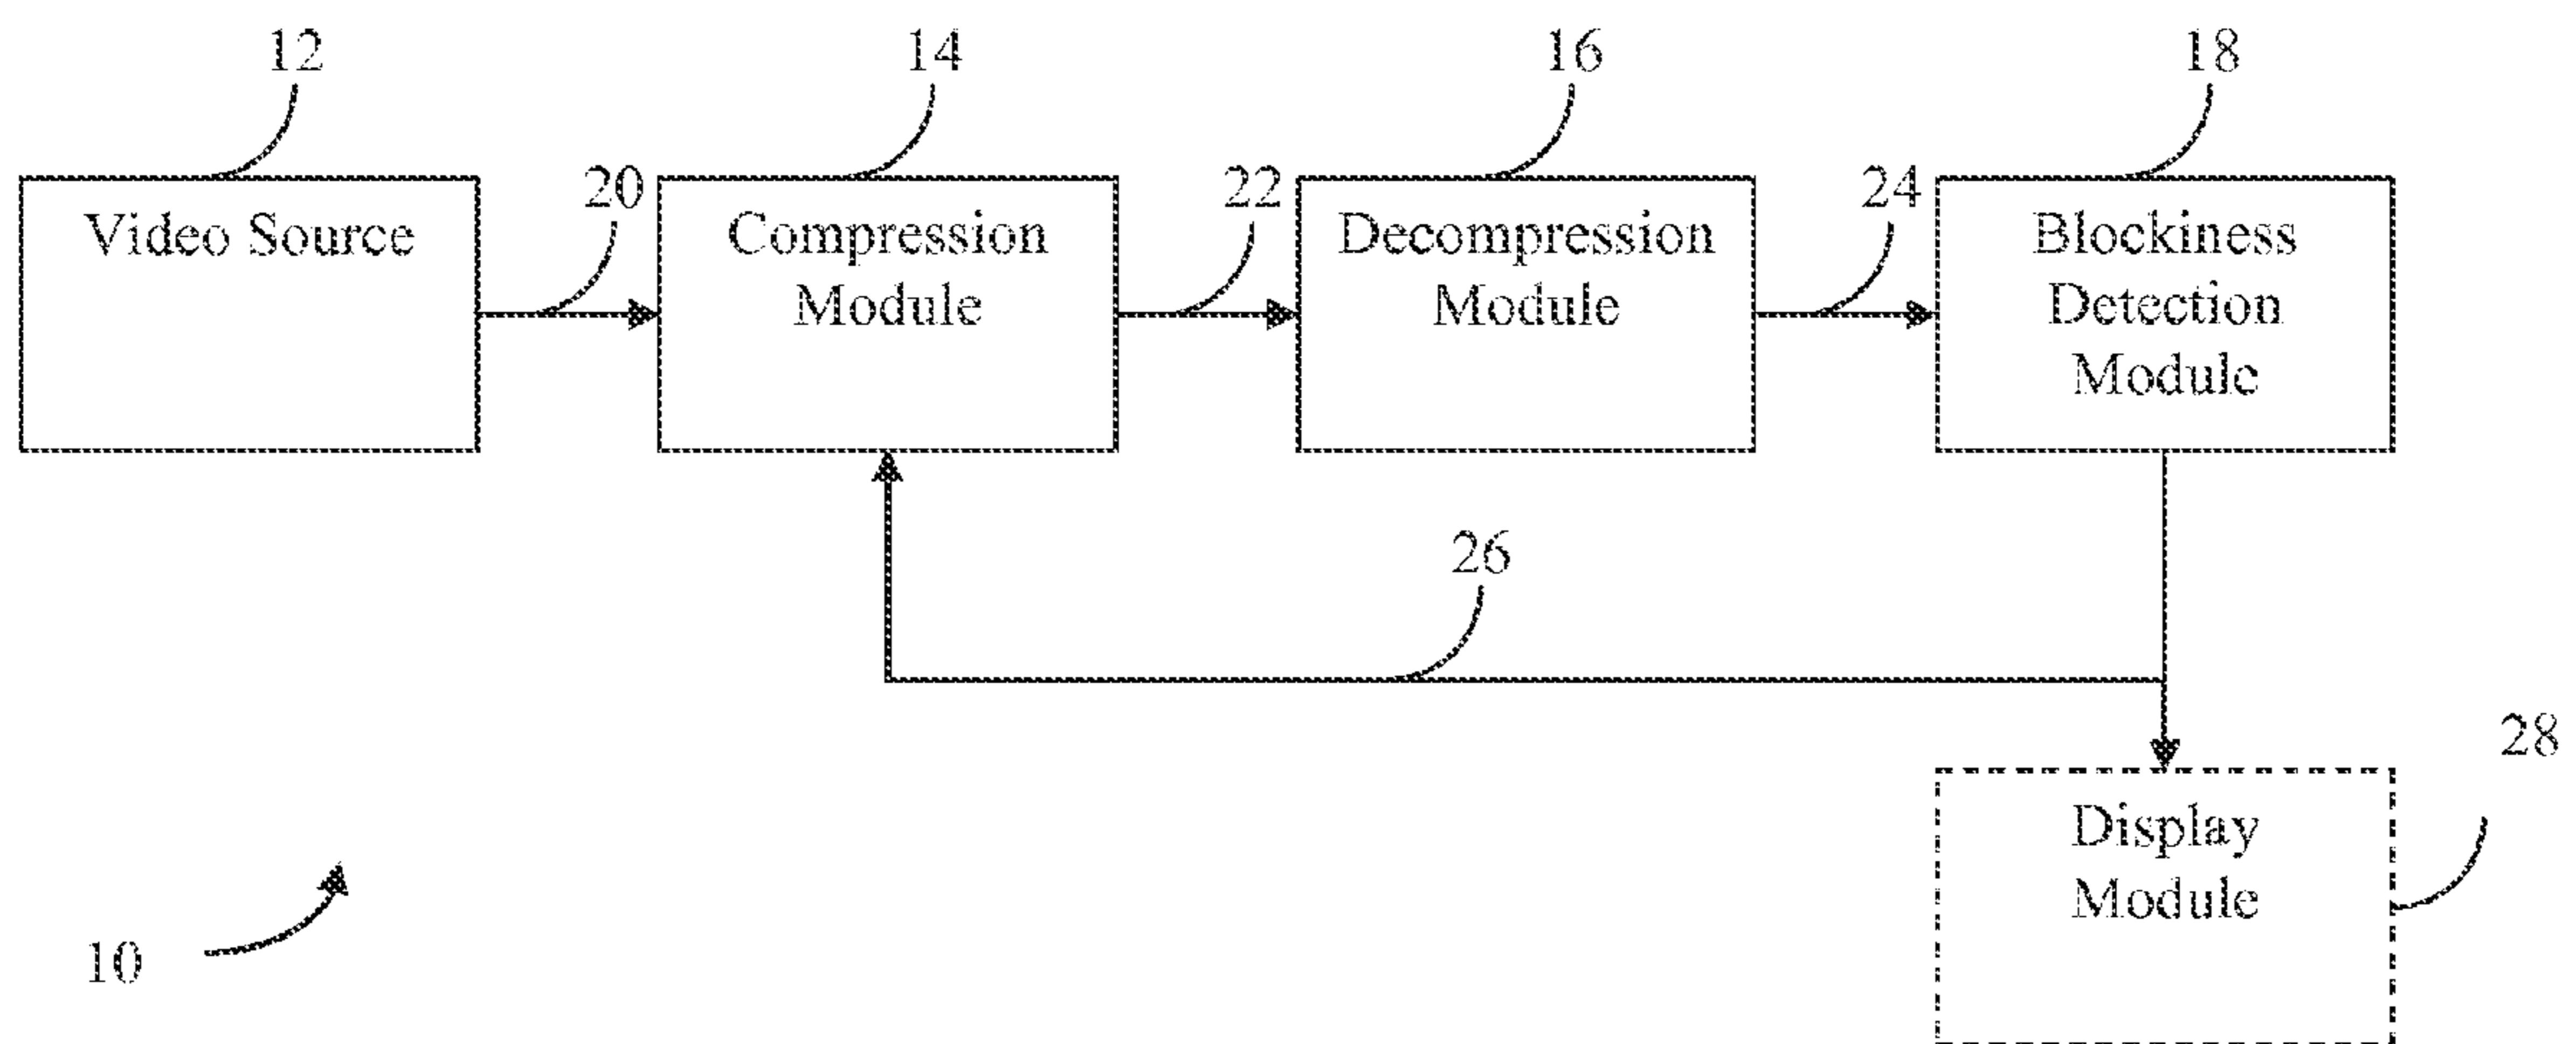 12
14
16
18
20
22
24
Video Source
Compression
Module
Decompression
Module
Blockiness
Detection
Module
26
28
Display
Module
10